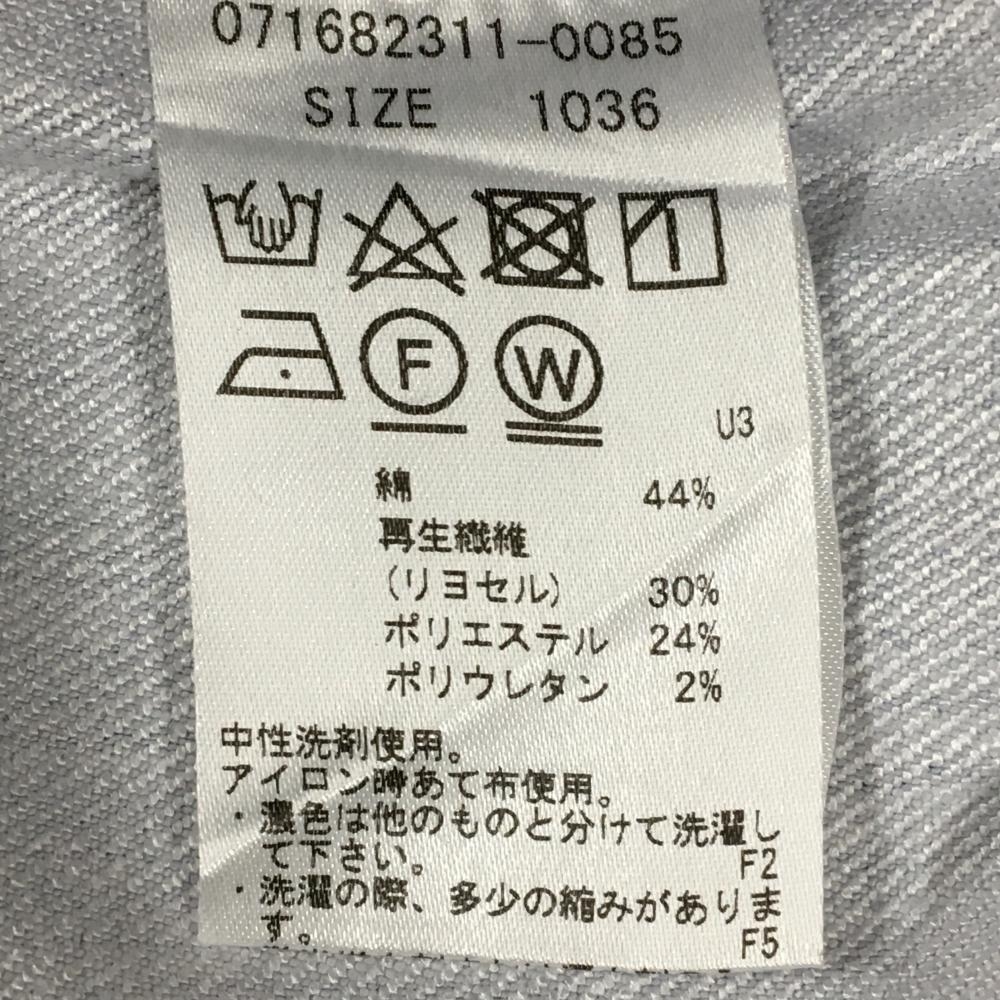 071682311-0085
SIZE 1036
F W
U3
綿 44%
再生繊維
(リヨセル) 30%
ポリエステル 24%
ポリウレタン 2%
中性洗剤使用。
アイロン時あて布使用。
・濃色は他のものと分けて洗濯し
て下さい。 F2
・洗濯の際、多少の縮みがありま
す。 F5